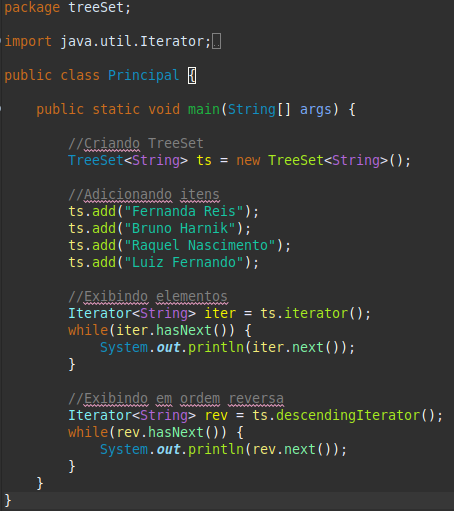 package treeSet;
import java.util.Iterator;
public class Principal {
public static void main(String[] args) {
//Criando TreeSet
TreeSet<String> ts = new TreeSet<String>();
//Adicionando itens
ts.add("Fernanda Reis");
ts.add("Bruno Harnik");
ts.add("Raquel Nascimento");
ts.add("Luiz Fernando");
//Exibindo elementos
Iterator<String> iter = ts.iterator();
while(iter.hasNext()) {
System.out.println(iter.next());
}
//Exibindo em ordem reversa
Iterator<String> rev = ts.descendingIterator();
while(rev.hasNext()) {
System.out.println(rev.next());
}
}
}